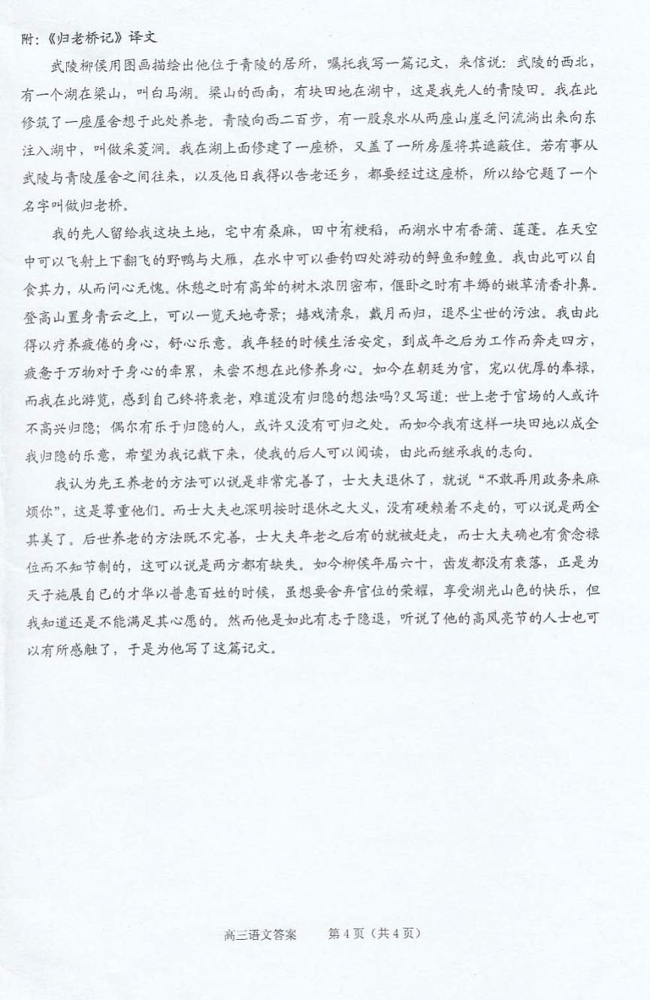 附：《归老桥记》译文
武陵柳侯用图画描绘出他位于青陵的居所，嘱托我写一篇记文，来信说：武陵的西北，
有一个湖在梁山，叫白马湖。梁山的西南，有块田地在湖中，这是我先人的青陵田。我在此
修筑了一座屋舍想于此处养老。青陵向西二百步，有一股泉水从两座山崖之问流淌出来向东
注入湖中，叫做采菱涧。我在湖上面修建了一座桥，又盖了一所房屋将其遮蔽住。若有事从
武陵与青陵屋舍之间往来，以及他日我得以告老还乡，都要经过这座桥，所以给它题了一个
名字叫做归老桥。
我的先人留给我这块土地，宅中有桑麻，田中有粳稻，而湖水中有香蒲、莲蓬。在天空
中可以飞射上下翻飞的野鸭与大雁，在水中可以垂钓四处游动的鲟鱼和鳇鱼。我由此可以自
食其力，从而问心无愧。休憩之时有高耸的树木浓阴密布，偃卧之时有丰缛的嫩草清香扑鼻。
登高山置身青云之上，可以一览天地奇景；嬉戏清泉，戴月而归，退尽尘世的污浊。我由此
得以疗养疲倦的身心，舒心乐意。我年轻的时候生活安定，到成年之后为工作而奔走四方，
疲惫于万物对于身心的牵累，未尝不想在此修养身心。如今在朝廷为官，宠以优厚的奉禄，
而我在此游览，感到自己终将衰老，难道没有归隐的想法吗?又写道：世上老于官场的人或许
不高兴归隐；偶尔有乐于归隐的人，或许又没有可归之处。而如今我有这样一块田地以成全
我归隐的乐意，希望为我记载下来，使我的后人可以阅读，由此而继承我的志向。
我认为先王养老的方法可以说是非常完善了，士大夫退休了，就说“不敢再用政务来麻
烦你”，这是尊重他们。而士大夫也深明按时退休之大义，没有硬赖着不走的，可以说是两全
其美了。后世养老的方法既不完善，士大夫年老之后有的就被赶走，而士大夫确也有贪念禄
位而不知节制的，这可以说是两方都有缺失。如今柳侯年届六十，齿发都没有衰落，正是为
天子施展自已的才华以普惠百姓的时候，虽想要舍弃官位的荣耀，享受湖光山色的快乐，但
我知道还是不能满足其心愿的。然而他是如此有志于隐退，听说了他的高风亮节的人士也可
以有所感触了，于是为他写了这篇记文。
高三语文答案 第 4 页（共 4 页）